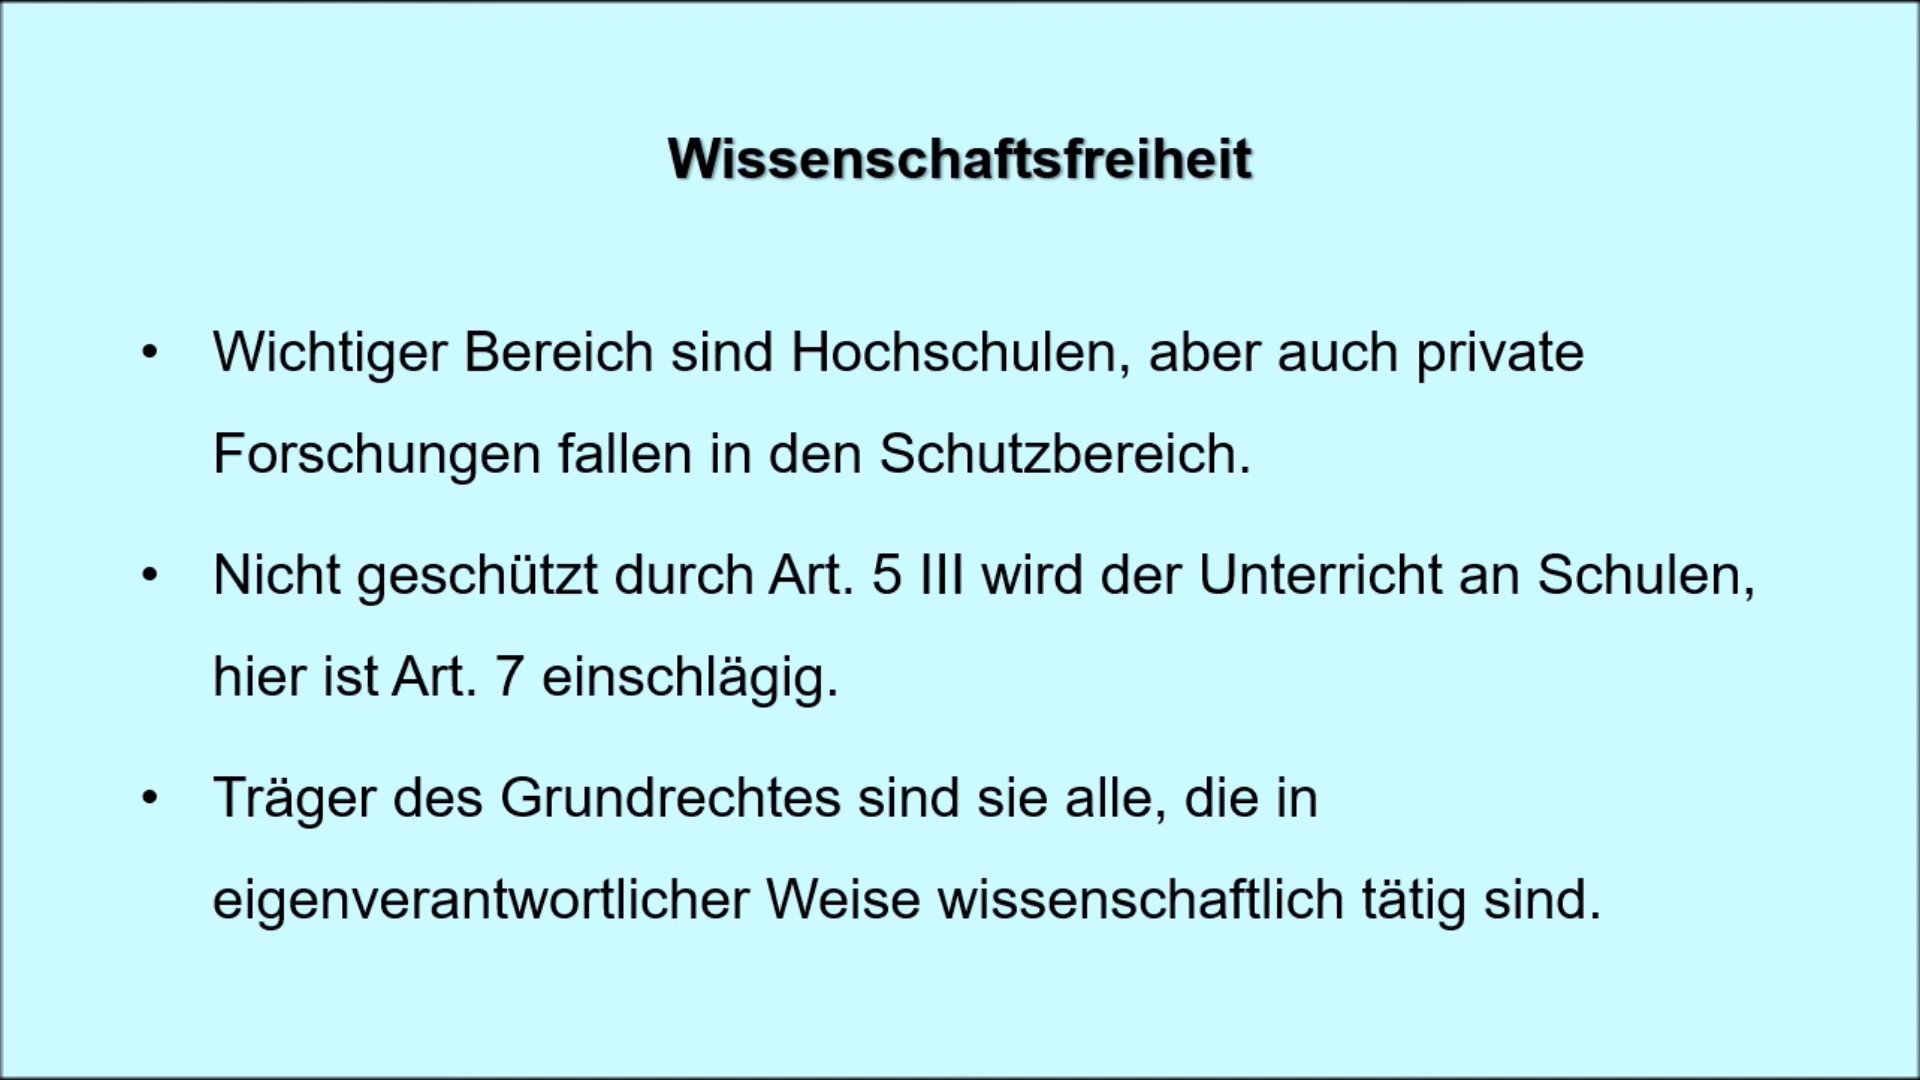 Wissenschaftsfreiheit
• Wichtiger Bereich sind Hochschulen, aber auch private
Forschungen fallen in den Schutzbereich.
• Nicht geschützt durch Art. 5 III wird der Unterricht an Schulen,
hier ist Art. 7 einschlägig.
• Träger des Grundrechtes sind sie alle, die in
eigenverantwortlicher Weise wissenschaftlich tätig sind.